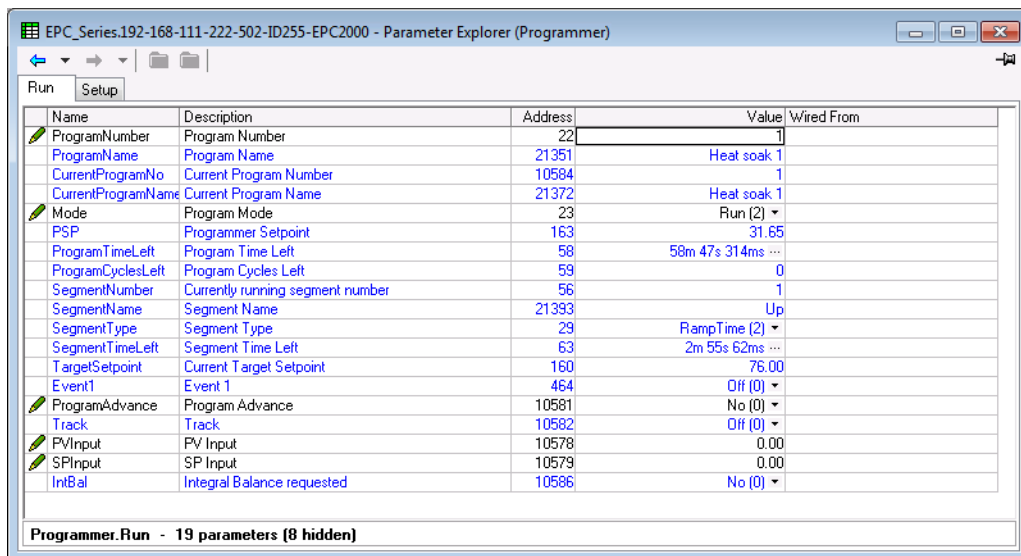 EPC_Series.192-168-111-222-502-ID255-EPC2000 - Parameter Explorer (Programmer)
Run Setup
Name Description Address Value Wired From
ProgramNumber Program Number 22 1
ProgramName Program Name 21351 Heat soak 1
CurrentProgramNo Current Program Number 10584 1
CurrentProgramName Current Program Name 21372 Heat soak 1
Mode Program Mode 23 Run (2)
PSP Programmer Setpoint 163 31.65
ProgramTimeLeft Program Time Left 58 58m 47s 314ms ...
ProgramCyclesLeft Program Cycles Left 59 0
SegmentNumber Currently running segment number 56 1
SegmentName Segment Name 21393 Up
SegmentType Segment Type 29 RampTime (2)
SegmentTimeLeft Segment Time Left 63 2m 55s 62ms ...
TargetSetpoint Current Target Setpoint 160 76.00
Event1 Event 1 464 Off (0)
ProgramAdvance Program Advance 10581 No (0)
Track Track 10582 Off (0)
PVInput PV Input 10578 0.00
SPInput SP Input 10579 0.00
IntBal Integral Balance requested 10586 No (0)
Programmer.Run - 19 parameters (8 hidden)